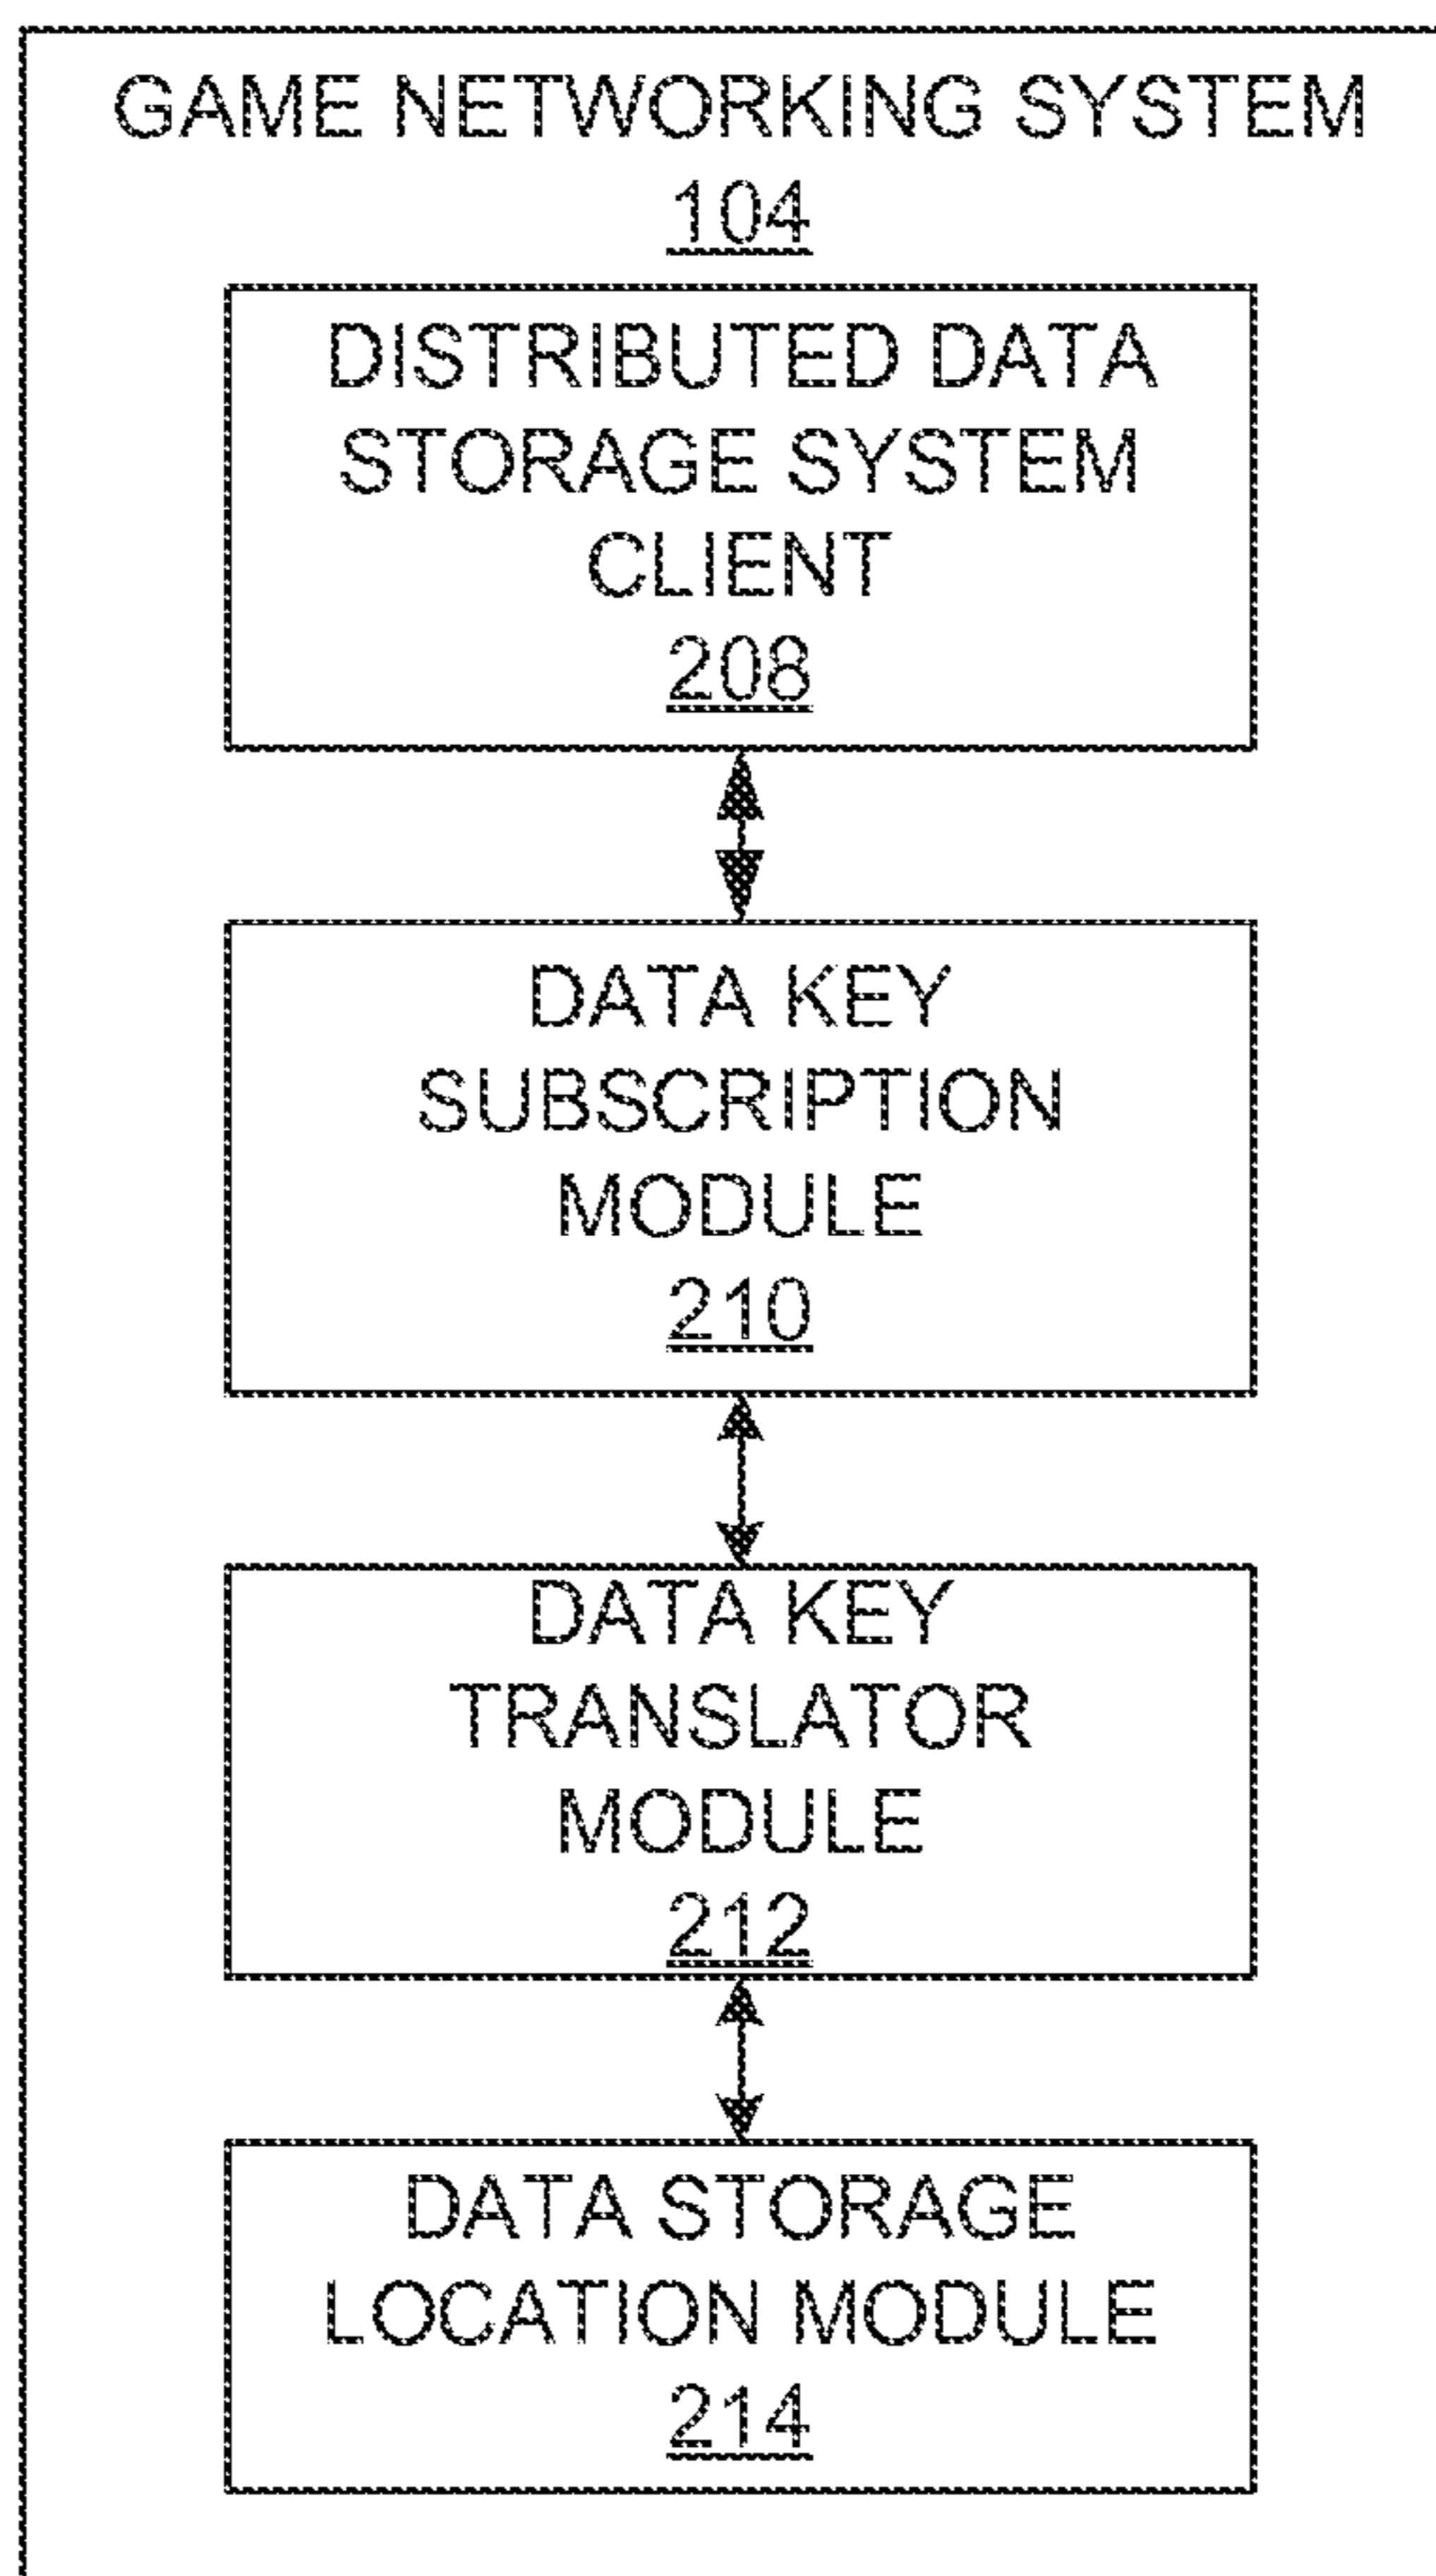 GAME NETWORKING SYSTEM
104
DISTRIBUTED DATA
STORAGE SYSTEM
CLIENT
208
DATA KEY
SUBSCRIPTION
MODULE
210
DATA KEY
TRANSLATOR
MODULE
212
DATA STORAGE
LOCATION MODULE
214